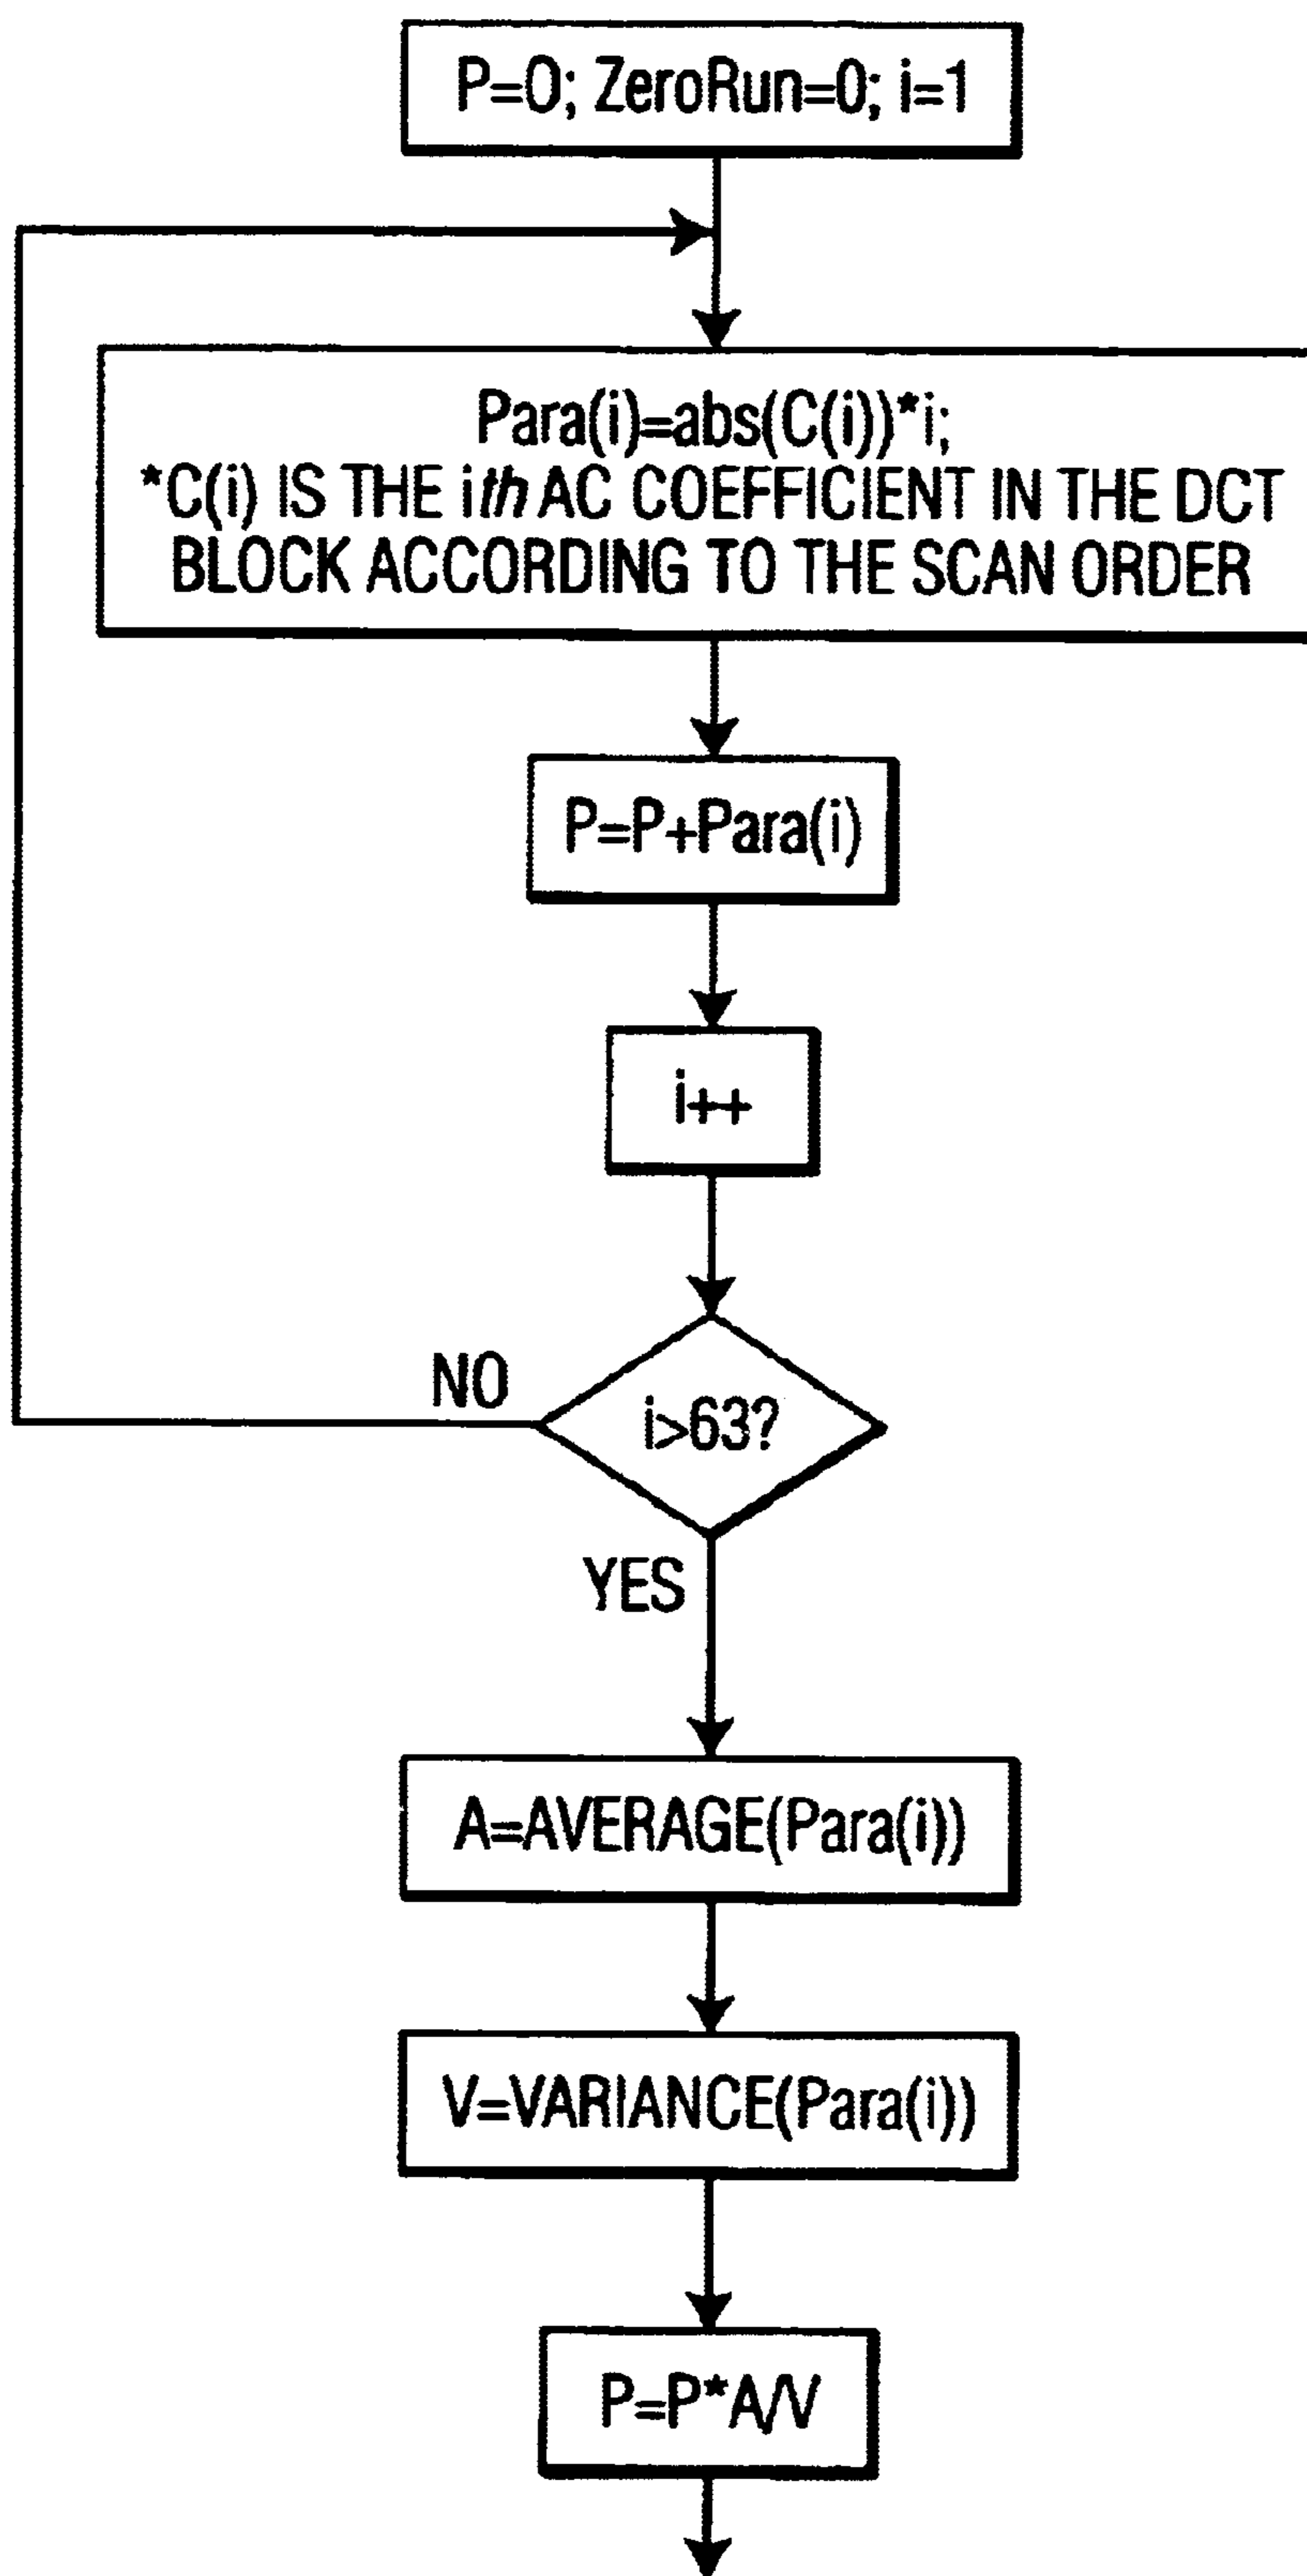 P=0; ZeroRun=0; i=1
Para(i)=abs(C(i))*i;
*C(i) IS THE ith AC COEFFICIENT IN THE DCT
BLOCK ACCORDING TO THE SCAN ORDER
P=P+Para(i)
i++
NO
i>63?
YES
A=AVERAGE(Para(i))
V=VARIANCE(Para(i))
P=P*A/V